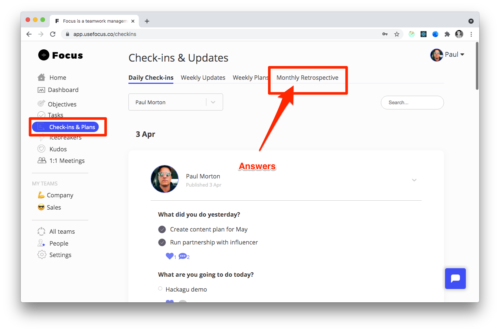 Focus is a teamwork manager
app.usefocus.co/checkins
Focus
Paul
Check-ins & Updates
Home
Dashboard
Objectives
Tasks
Check-ins & Plans
Icebreakers
Kudos
1:1 Meetings
MY TEAMS
Company
Sales
All teams
People
Settings
Daily Check-ins
Weekly Updates
Weekly Plans
Monthly Retrospective
Paul Morton
Search...
3 Apr
Answers
Paul Morton
Published 3 Apr
What did you do yesterday?
Create content plan for May
Run partnership with influencer
1
What are you going to do today?
Hackagu demo